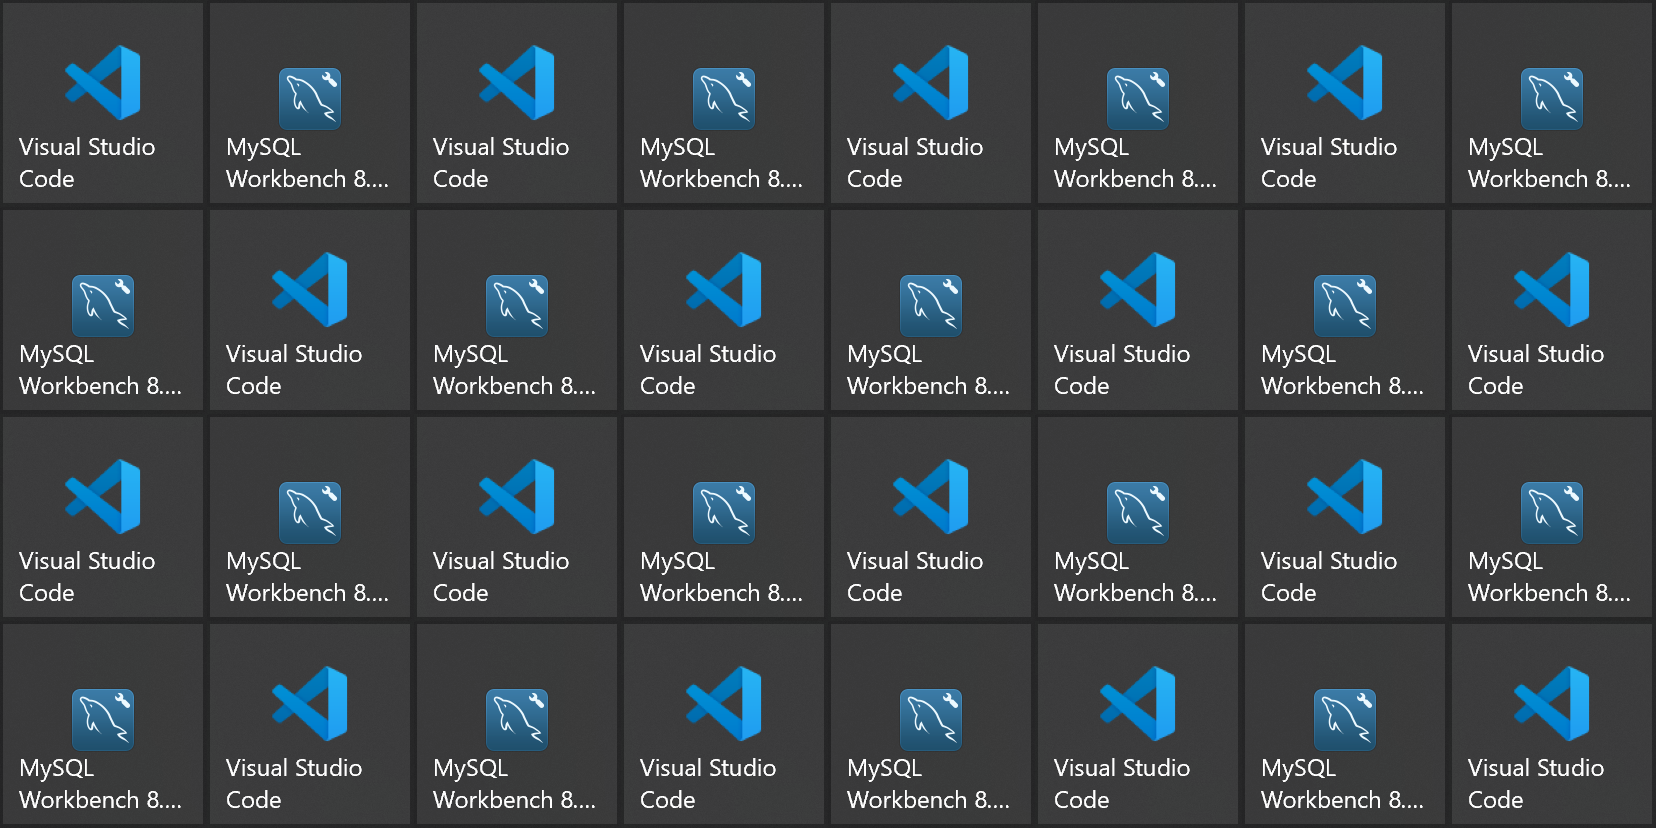 Visual Studio
Code
MySQL
Workbench 8....
Visual Studio
Code
MySQL
Workbench 8....
Visual Studio
Code
MySQL
Workbench 8....
Visual Studio
Code
MySQL
Workbench 8....
MySQL
Workbench 8....
Visual Studio
Code
MySQL
Workbench 8....
Visual Studio
Code
MySQL
Workbench 8....
Visual Studio
Code
MySQL
Workbench 8....
Visual Studio
Code
Visual Studio
Code
MySQL
Workbench 8....
Visual Studio
Code
MySQL
Workbench 8....
Visual Studio
Code
MySQL
Workbench 8....
Visual Studio
Code
MySQL
Workbench 8....
MySQL
Workbench 8....
Visual Studio
Code
MySQL
Workbench 8....
Visual Studio
Code
MySQL
Workbench 8....
Visual Studio
Code
MySQL
Workbench 8....
Visual Studio
Code